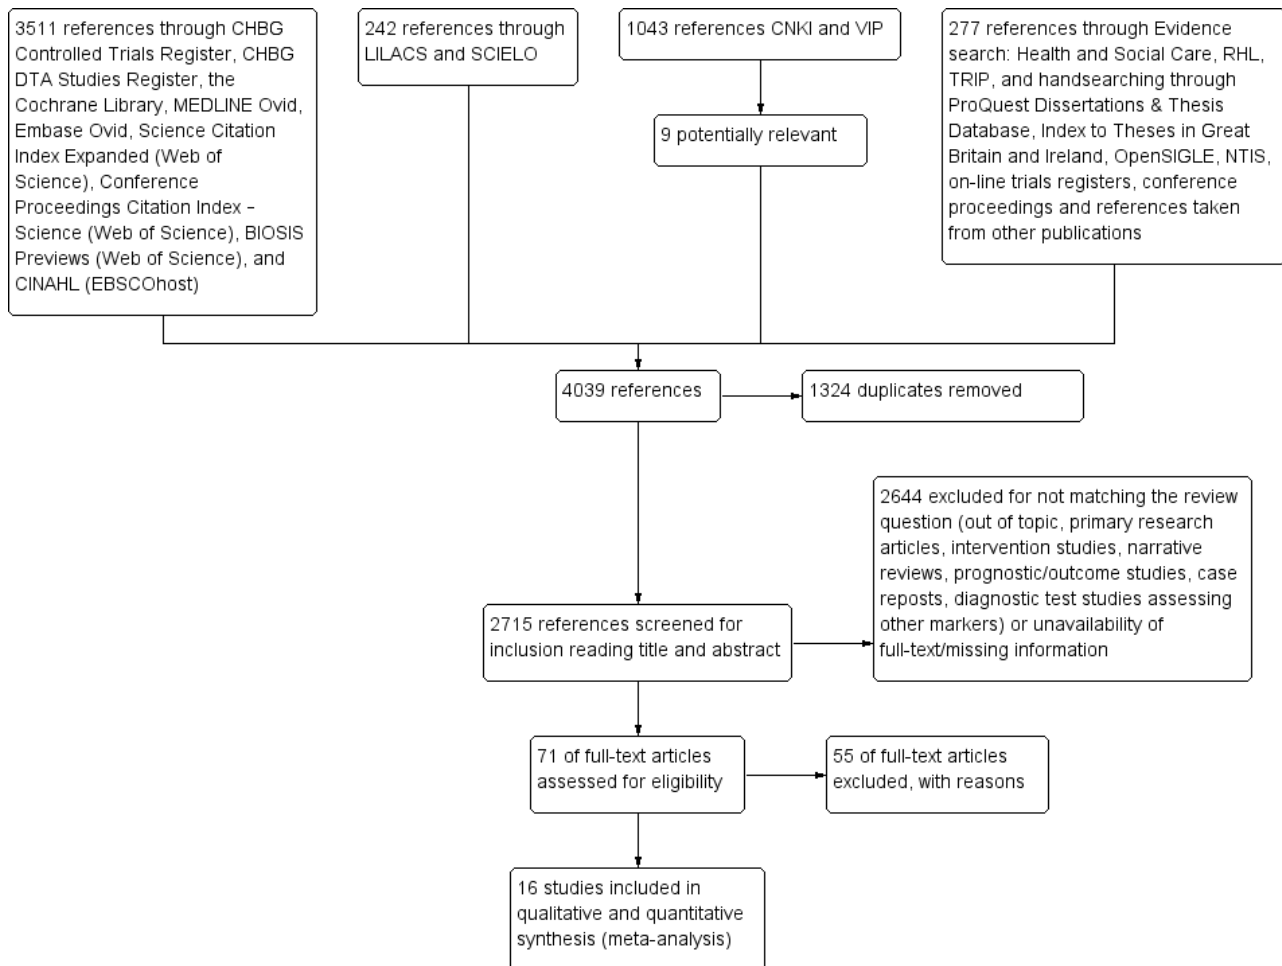 3511 references through CHBG
Controlled Trials Register, CHBG
DTA Studies Register, the
Cochrane Library, MEDLINE Ovid,
Embase Ovid, Science Citation
Index Expanded (Web of
Science), Conference
Proceedings Citation Index –
Science (Web of Science), BIOSIS
Previews (Web of Science), and
CINAHL (EBSCOhost)
242 references through
LILACS and SCIELO
1043 references CNKI and VIP
9 potentially relevant
277 references through Evidence
search: Health and Social Care, RHL,
TRIP, and handsearching through
ProQuest Dissertations & Thesis
Database, Index to Theses in Great
Britain and Ireland, OpenSIGLE, NTIS,
on-line trials registers, conference
proceedings and references taken
from other publications
4039 references
1324 duplicates removed
2644 excluded for not matching the review
question (out of topic, primary research
articles, intervention studies, narrative
reviews, prognostic/outcome studies, case
reposts, diagnostic test studies assessing
other markers) or unavailability of
full-text/missing information
2715 references screened for
inclusion reading title and abstract
71 of full-text articles
assessed for eligibility
55 of full-text articles
excluded, with reasons
16 studies included in
qualitative and quantitative
synthesis (meta-analysis)